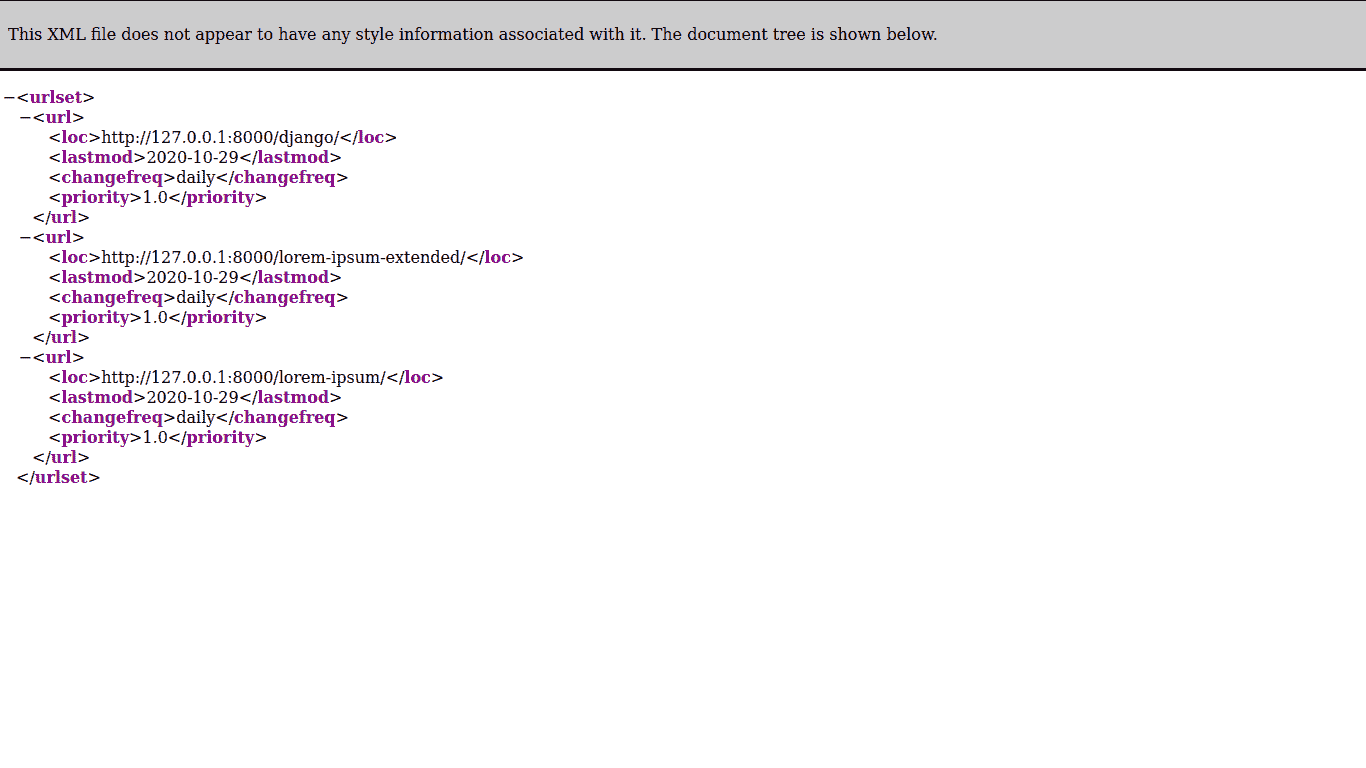 This XML file does not appear to have any style information associated with it. The document tree is shown below.
−<urlset>
−<url>
<loc>http://127.0.0.1:8000/django/</loc>
<lastmod>2020-10-29</lastmod>
<changefreq>daily</changefreq>
<priority>1.0</priority>
</url>
−<url>
<loc>http://127.0.0.1:8000/lorem-ipsum-extended/</loc>
<lastmod>2020-10-29</lastmod>
<changefreq>daily</changefreq>
<priority>1.0</priority>
</url>
−<url>
<loc>http://127.0.0.1:8000/lorem-ipsum/</loc>
<lastmod>2020-10-29</lastmod>
<changefreq>daily</changefreq>
<priority>1.0</priority>
</url>
</urlset>